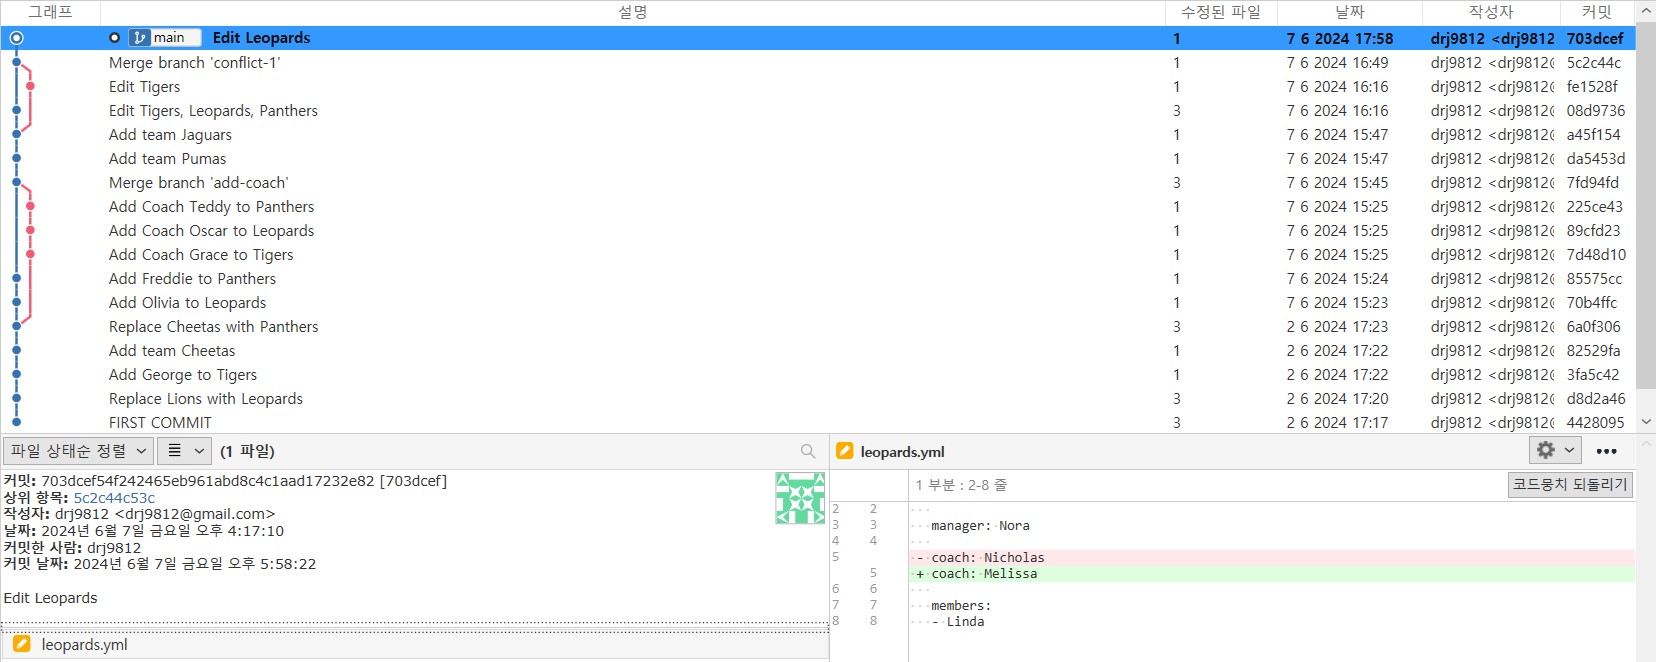 그래프 설명 수정된 파일 날짜 작성자 커밋
main Edit Leopards 1 7 6 2024 17:58 drj9812 <drj9812 703dcef
Merge branch 'conflict-1' 1 7 6 2024 16:49 drj9812 <drj9812@ 5c2c44c
Edit Tigers 1 7 6 2024 16:16 drj9812 <drj9812@ fe1528f
Edit Tigers, Leopards, Panthers 3 7 6 2024 16:16 drj9812 <drj9812@ 08d9736
Add team Jaguars 1 7 6 2024 15:47 drj9812 <drj9812@ a45f154
Add team Pumas 1 7 6 2024 15:47 drj9812 <drj9812@ da5453d
Merge branch 'add-coach' 3 7 6 2024 15:45 drj9812 <drj9812@ 7fd94fd
Add Coach Teddy to Panthers 1 7 6 2024 15:25 drj9812 <drj9812@ 225ce43
Add Coach Oscar to Leopards 1 7 6 2024 15:25 drj9812 <drj9812@ 89cfd23
Add Coach Grace to Tigers 1 7 6 2024 15:25 drj9812 <drj9812@ 7d48d10
Add Freddie to Panthers 1 7 6 2024 15:24 drj9812 <drj9812@ 85575cc
Add Olivia to Leopards 1 7 6 2024 15:23 drj9812 <drj9812@ 70b4ffc
Replace Cheetas with Panthers 3 2 6 2024 17:23 drj9812 <drj9812@ 6a0f306
Add team Cheetas 1 2 6 2024 17:22 drj9812 <drj9812@ 82529fa
Add George to Tigers 1 2 6 2024 17:22 drj9812 <drj9812@ 3fa5c42
Replace Lions with Leopards 3 2 6 2024 17:20 drj9812 <drj9812@ d8d2a46
FIRST COMMIT 3 2 6 2024 17:17 drj9812 <drj9812@ 4428095
파일 상태순 정렬 (1 파일)
커밋: 703dcef54f242465eb961abd8c4c1aad17232e82 [703dcef]
상위 항목: 5c2c44c53c
작성자: drj9812 <drj9812@gmail.com>
날짜: 2024년 6월 7일 금요일 오후 4:17:10
커밋한 사람: drj9812
커밋 날짜: 2024년 6월 7일 금요일 오후 5:58:22
Edit Leopards
leopards.yml
leopards.yml
1 부분 : 2-8 줄 코드뭉치 되돌리기
2 2
3 3 manager: Nora
4 4
5 - coach: Nicholas
5 + coach: Melissa
6 6
7 7 members:
8 8 - Linda